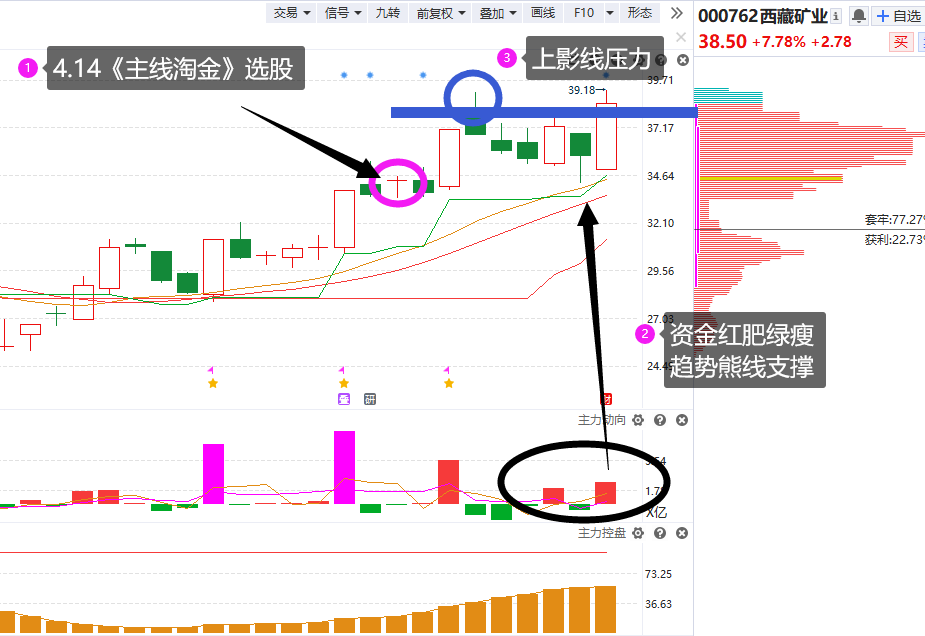 交易 信号 九转 前复权 叠加 画线 F10 形态
000762西藏矿业 自选
38.50 +7.78% +2.78 买
1 4.14《主线淘金》选股
3 上影线压力
39.71
39.18
37.17
34.64
32.10
套牢:77.27%
获利:22.73%
29.56
27.03
2 资金红肥绿瘦
趋势熊线支撑
24.49
研 财
主力动向
X亿
主力控盘
73.25
36.63